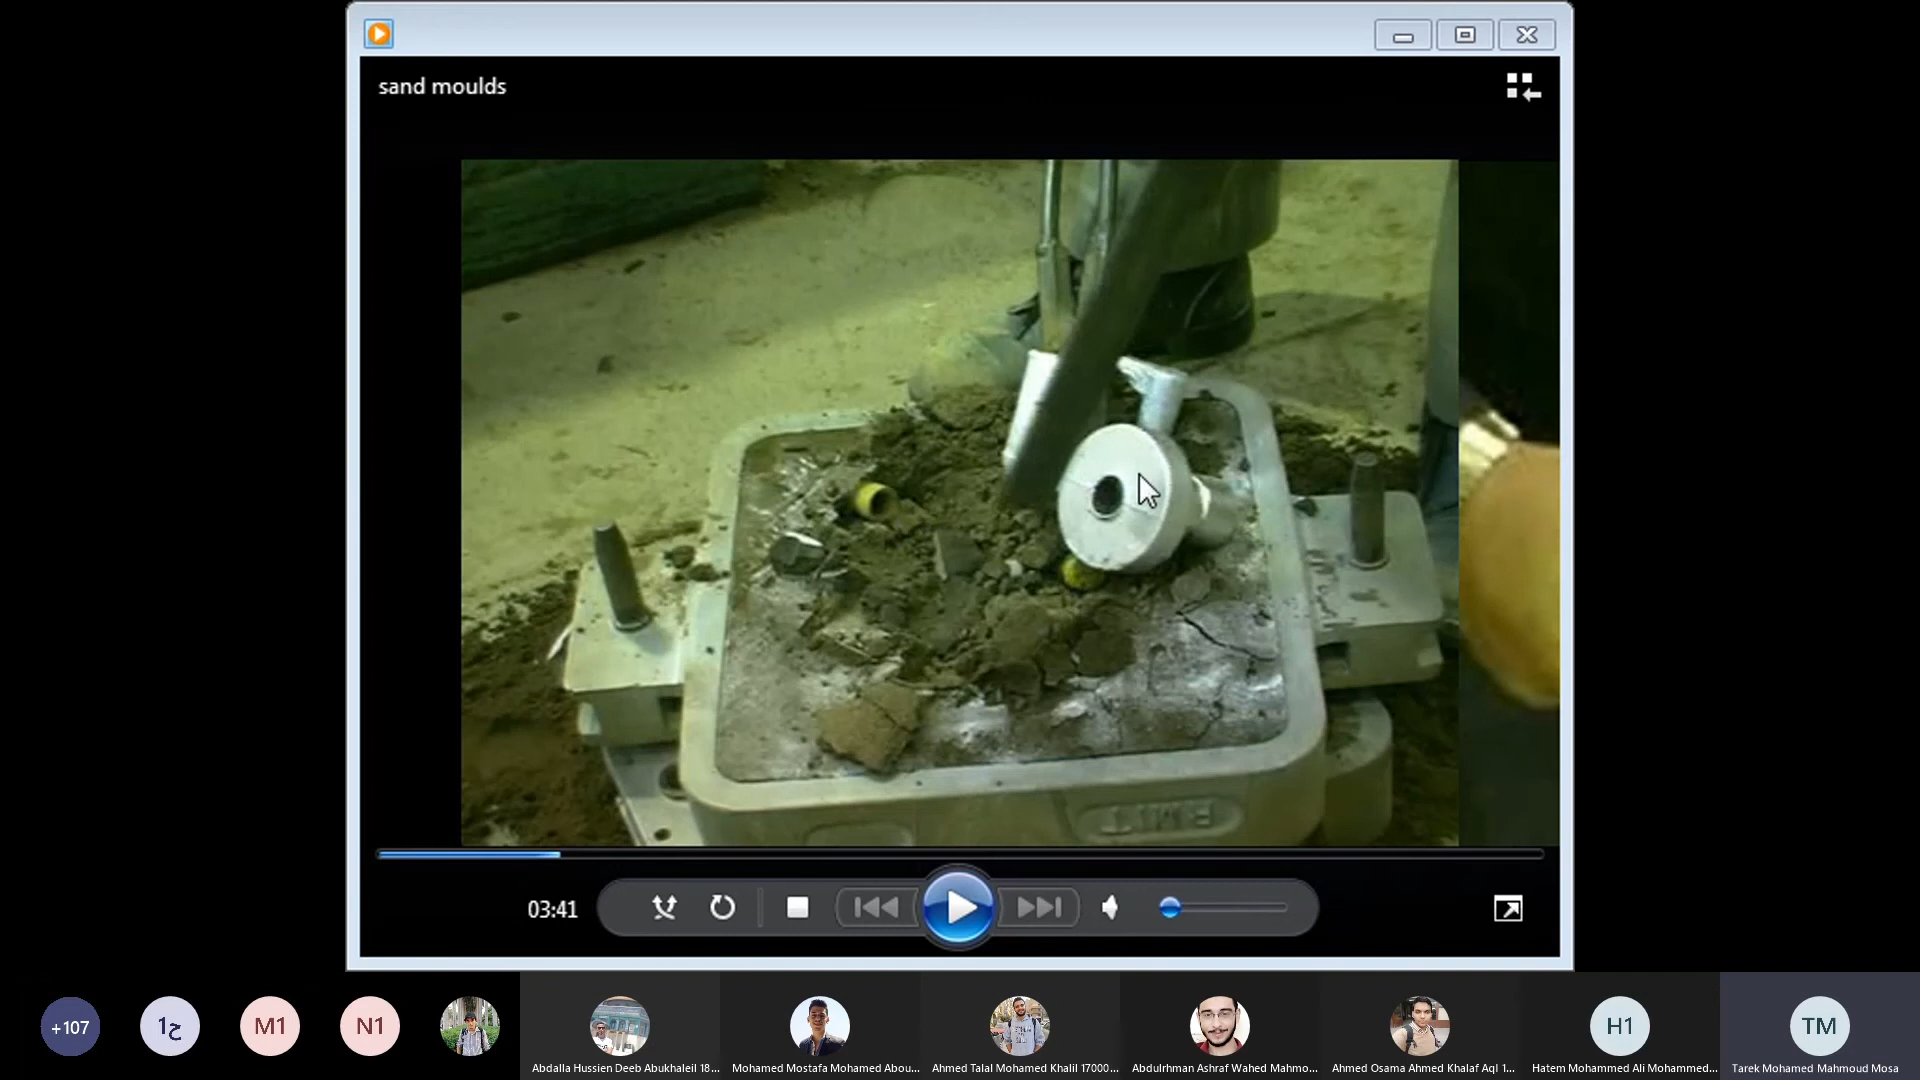 sand moulds
03:41
+107
ج1
M1
N1
H1
TM
Abdalla Hussien Deeb Abukhaleil 18...
Mohamed Mostafa Mohamed Abou...
Ahmed Talal Mohamed Khalil 17000...
Abdulrhman Ashraf Wahed Mahmo...
Ahmed Osama Ahmed Khalaf Aql 1...
Hatem Mohammed Ali Mohammed...
Tarek Mohamed Mahmoud Mosa